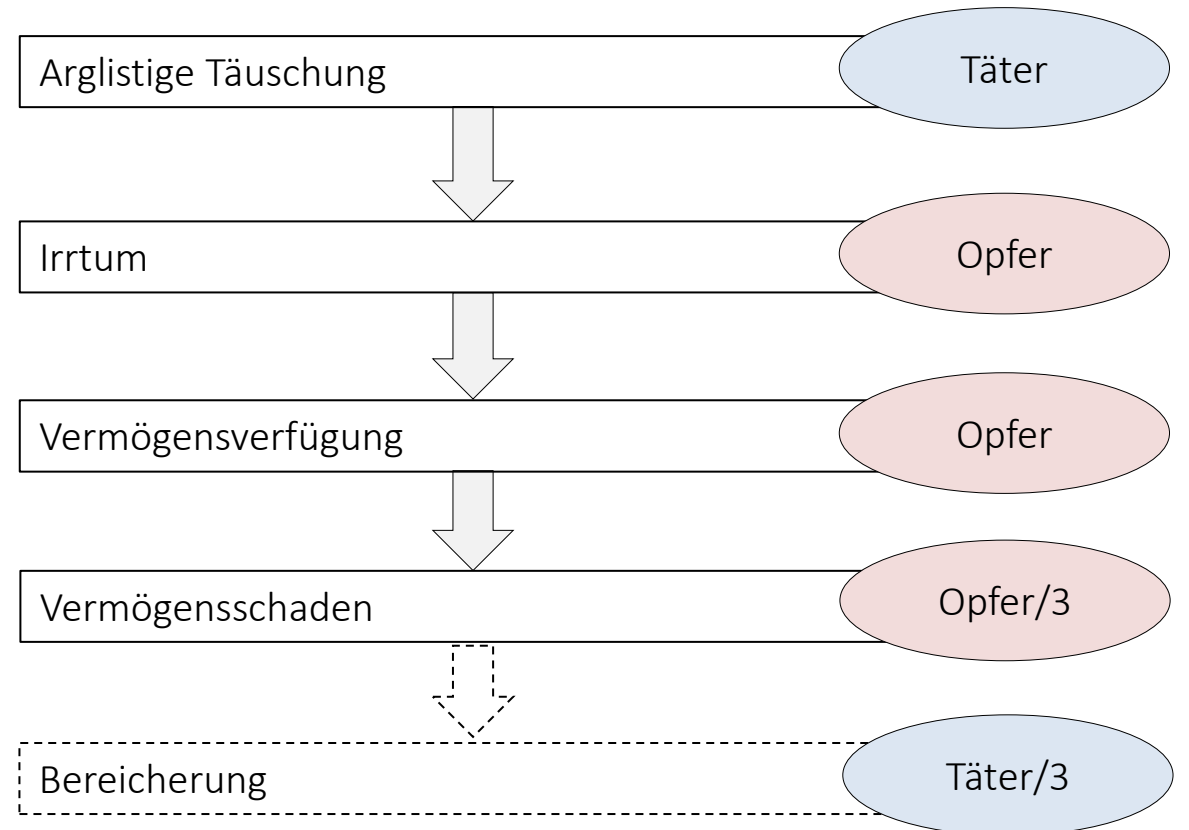 Arglistige Täuschung
Täter
Irrtum
Opfer
Vermögensverfügung
Opfer
Vermögensschaden
Opfer/3
Bereicherung
Täter/3